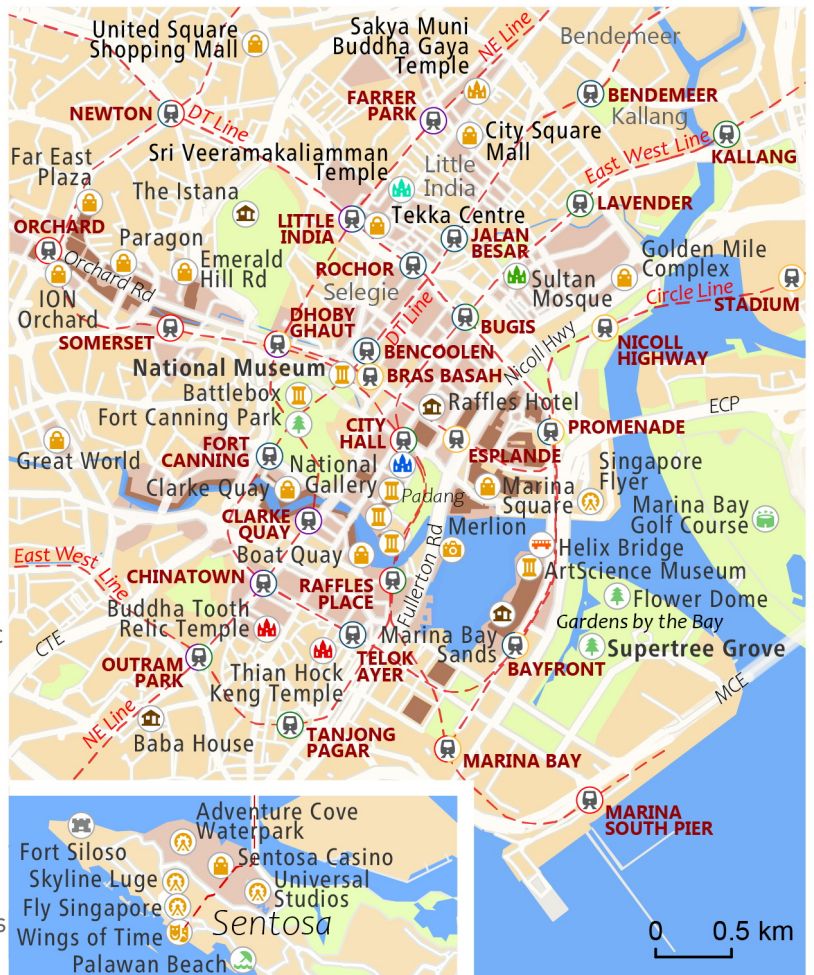 United Square
Shopping Mall
Sakya Muni
Buddha Gaya
Temple
NE Line
Bendemeer
NEWTON
DT Line
FARRER
PARK
BENDEMEER
Kallang
City Square
Mall
East West Line
KALLANG
Far East
Plaza
Sri Veeramakaliamman
Temple
Little
India
The Istana
LAVENDER
ORCHARD
LITTLE
INDIA
Tekka Centre
JALAN
BESAR
Paragon
Orchard Rd
Emerald
Hill Rd
ROCHOR
Selegie
Sultan
Mosque
Golden Mile
Complex
Circle Line
STADIUM
ION
Orchard
DHOBY
GHAUT
DT Line
BUGIS
SOMERSET
BENCOOLEN
Nicoll Hwy
NICOLL
HIGHWAY
National Museum
BRAS BASAH
Battlebox
Fort Canning Park
Raffles Hotel
ECP
CITY
HALL
PROMENADE
FORT
CANNING
ESPLANDE
Great World
National
Gallery
Singapore
Flyer
Clarke Quay
Padang
Marina
Square
Marina Bay
Golf Course
CLARKE
QUAY
Merlion
East West Line
Boat Quay
Fullerton Rd
Helix Bridge
CHINATOWN
RAFFLES
PLACE
ArtScience Museum
Buddha Tooth
Relic Temple
Flower Dome
Gardens by the Bay
CTE
Marina Bay
Sands
Supertree Grove
OUTRAM
PARK
Thian Hock
Keng Temple
TELOK
AYER
BAYFRONT
MCE
NE Line
Baba House
TANJONG
PAGAR
MARINA BAY
MARINA
SOUTH PIER
Adventure Cove
Waterpark
Fort Siloso
Sentosa Casino
Skyline Luge
Universal
Studios
Fly Singapore
Sentosa
Wings of Time
Palawan Beach
0 0.5 km